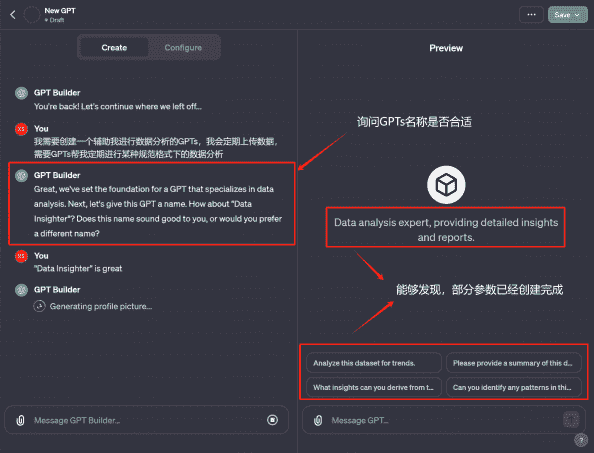 New GPT
Draft
Save
Create
Configure
Preview
GPT Builder
You're back! Let's continue where we left off...
You
我需要创建一个辅助我进行数据分析的GPTs，我会定期上传数据，
需要GPTs帮我定期进行某种规范格式下的数据分析
GPT Builder
Great, we've set the foundation for a GPT that specializes in data
analysis. Next, let's give this GPT a name. How about "Data
Insighter"? Does this name sound good to you, or would you prefer
a different name?
You
"Data Insighter" is great
GPT Builder
Generating profile picture...
Message GPT Builder...
询问GPTs名称是否合适
Data analysis expert, providing detailed insights
and reports.
能够发现，部分参数已经创建完成
Analyze this dataset for trends.
Please provide a summary of this d...
What insights can you derive from t...
Can you identify any patterns in thi...
Message GPT...
?